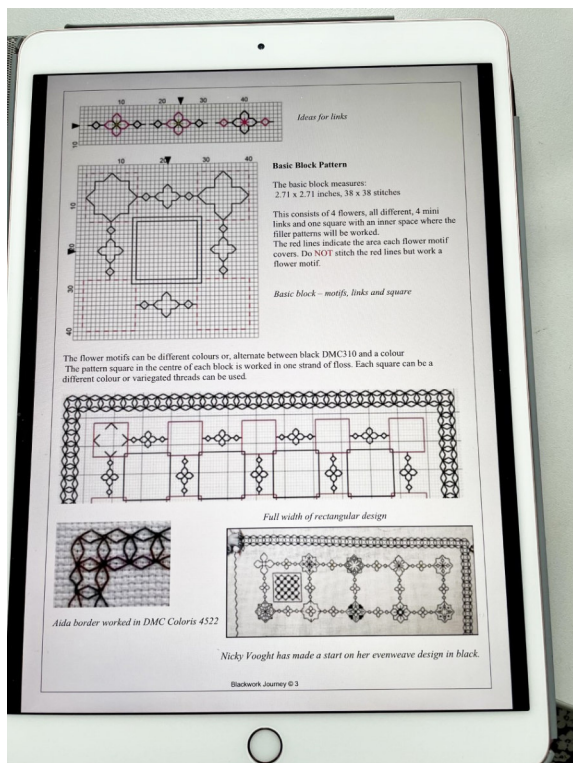 10 20 30 40
Ideas for links
10
10 20 30 40
Basic Block Pattern
The basic block measures:
2.71 x 2.71 inches, 38 x 38 stitches
This consists of 4 flowers, all different, 4 mini
links and one square with an inner space where the
filler patterns will be worked.
The red lines indicate the area each flower motif
covers. Do NOT stitch the red lines but work a
flower motif.
Basic block – motifs, links and square
10
20
30
40
The flower motifs can be different colours or, alternate between black DMC310 and a colour
The pattern square in the centre of each block is worked in one strand of floss. Each square can be a
different colour or variegated threads can be used.
Full width of rectangular design
Aida border worked in DMC Coloris 4522
Nicky Vooght has made a start on her evenweave design in black.
Blackwork Journey © 3